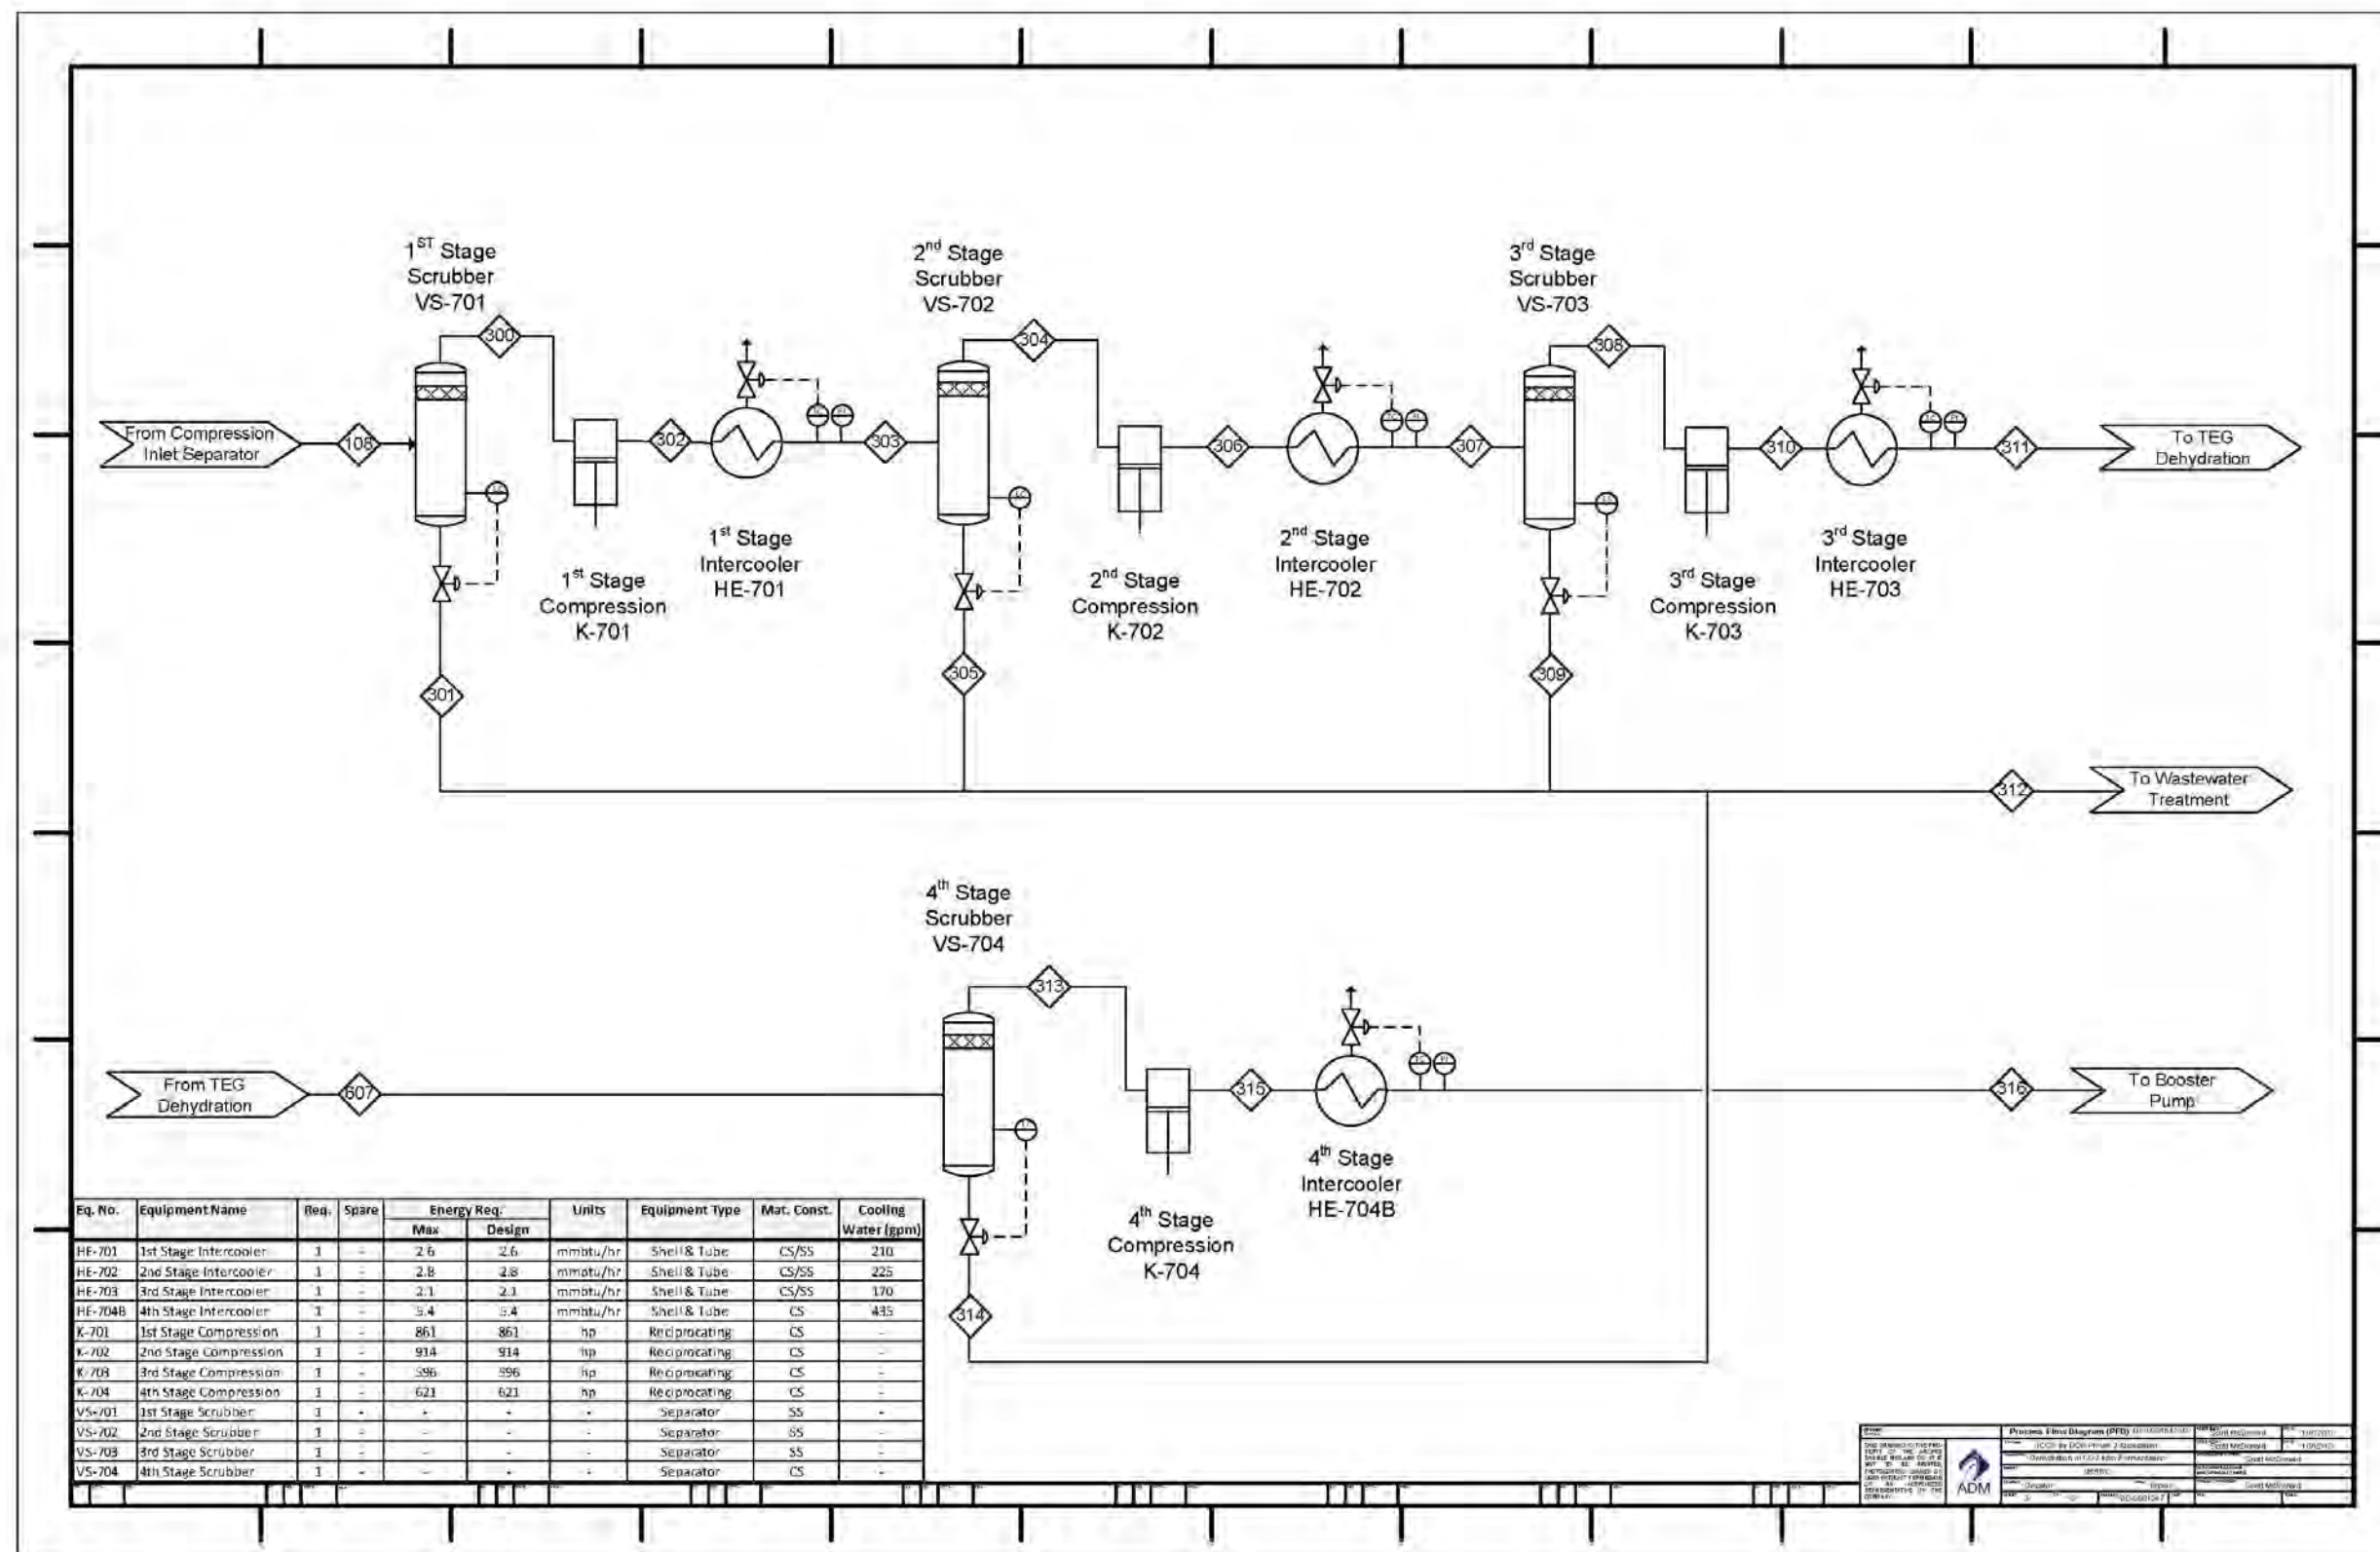 1ST Stage
Scrubber
VS-701
2nd Stage
Scrubber
VS-702
3rd Stage
Scrubber
VS-703
300
304
308
From Compression
Inlet Separator
108
302
303
306
307
310
311
To TEG
Dehydration
1st Stage
Compression
K-701
1st Stage
Intercooler
HE-701
2nd Stage
Compression
K-702
2nd Stage
Intercooler
HE-702
3rd Stage
Compression
K-703
3rd Stage
Intercooler
HE-703
301
305
309
312
To Wastewater
Treatment
4th Stage
Scrubber
VS-704
313
From TEG
Dehydration
607
315
316
To Booster
Pump
4th Stage
Compression
K-704
4th Stage
Intercooler
HE-704B
314
Eq. No. Equipment Name Req. Spare Energy Req. Units Equipment Type Mat. Const. Cooling
Max Design Water (gpm)
HE-701 1st Stage Intercooler 1 - 2.6 2.6 mmbtu/hr Shell & Tube CS/SS 210
HE-702 2nd Stage Intercooler 1 - 2.8 2.8 mmbtu/hr Shell & Tube CS/SS 225
HE-703 3rd Stage Intercooler 1 - 2.1 2.1 mmbtu/hr Shell & Tube CS/SS 170
HE-704B 4th Stage Intercooler 1 - 5.4 5.4 mmbtu/hr Shell & Tube CS 435
K-701 1st Stage Compression 1 - 861 861 hp Reciprocating CS -
K-702 2nd Stage Compression 1 - 914 914 hp Reciprocating CS -
K-703 3rd Stage Compression 1 - 596 596 hp Reciprocating CS -
K-704 4th Stage Compression 1 - 621 621 hp Reciprocating CS -
VS-701 1st Stage Scrubber 1 - - - - Separator SS -
VS-702 2nd Stage Scrubber 1 - - - - Separator SS -
VS-703 3rd Stage Scrubber 1 - - - - Separator SS -
VS-704 4th Stage Scrubber 1 - - - - Separator CS -
ADM
Process Flow Diagram (PFD)
Scott McDonald
Scott McDonald
Scott McDonald
Scott McDonald